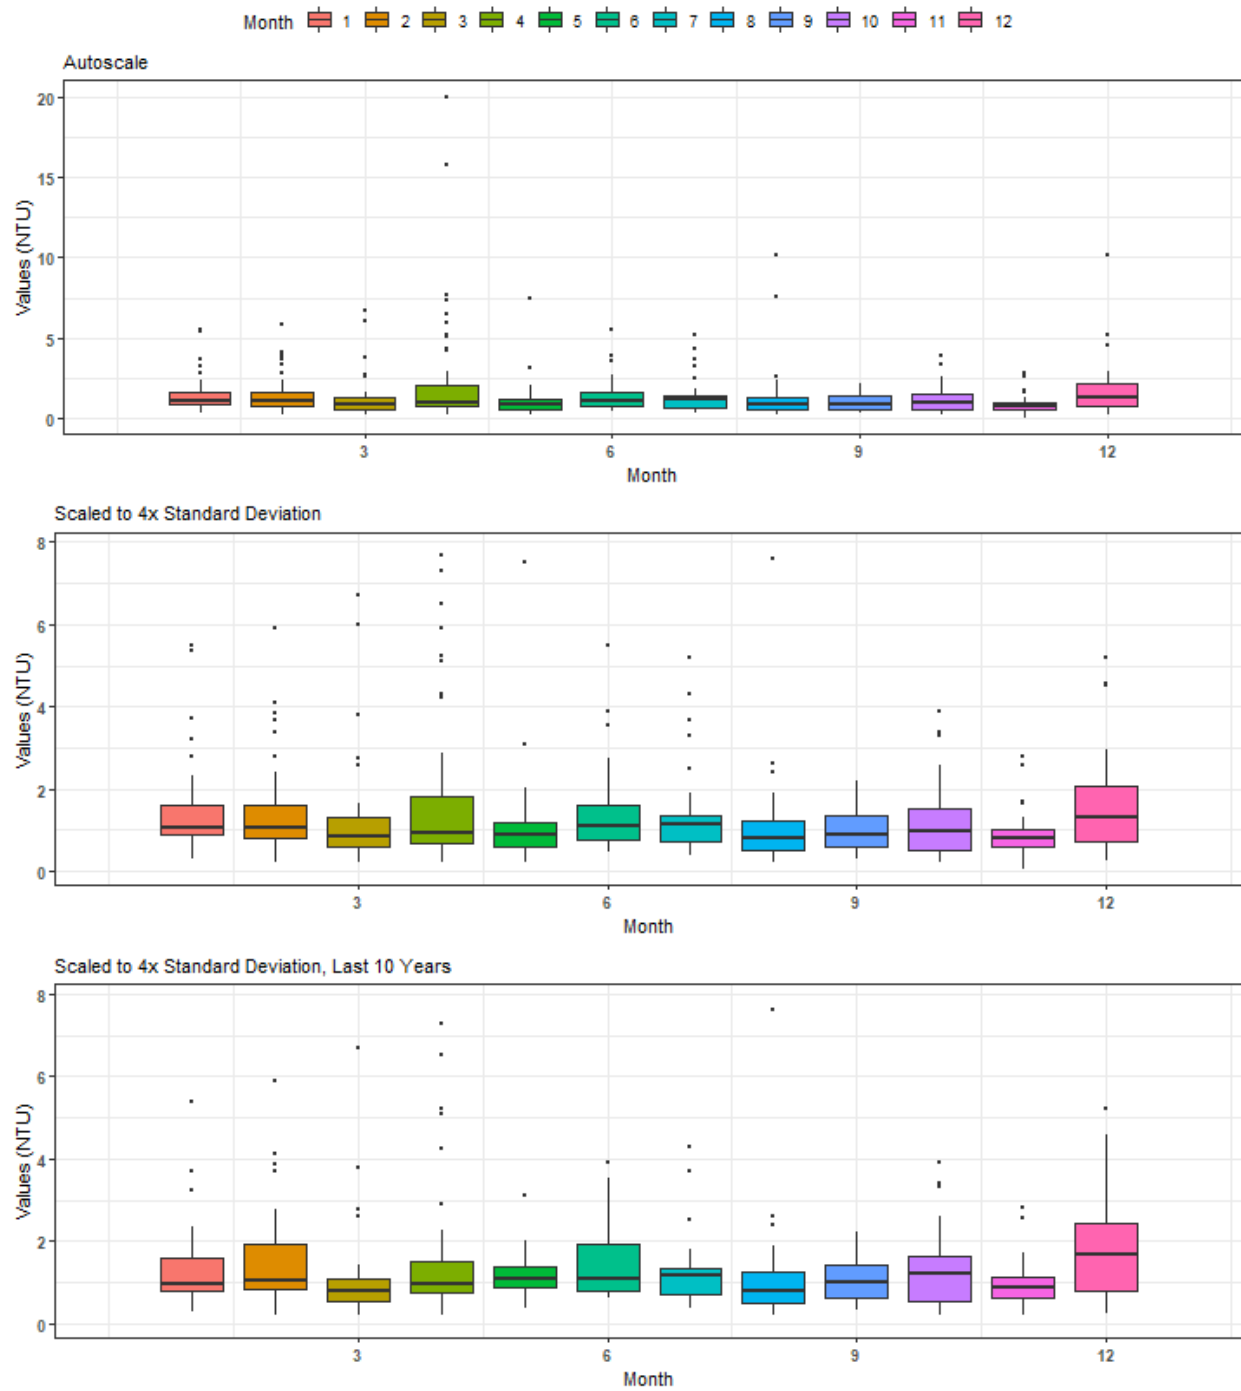 Month 1 2 3 4 5 6 7 8 9 10 11 12
Autoscale
Values (NTU)
20
15
10
5
0
3 6 9 12
Month
Scaled to 4x Standard Deviation
Values (NTU)
8
6
4
2
0
3 6 9 12
Month
Scaled to 4x Standard Deviation, Last 10 Years
Values (NTU)
8
6
4
2
0
3 6 9 12
Month